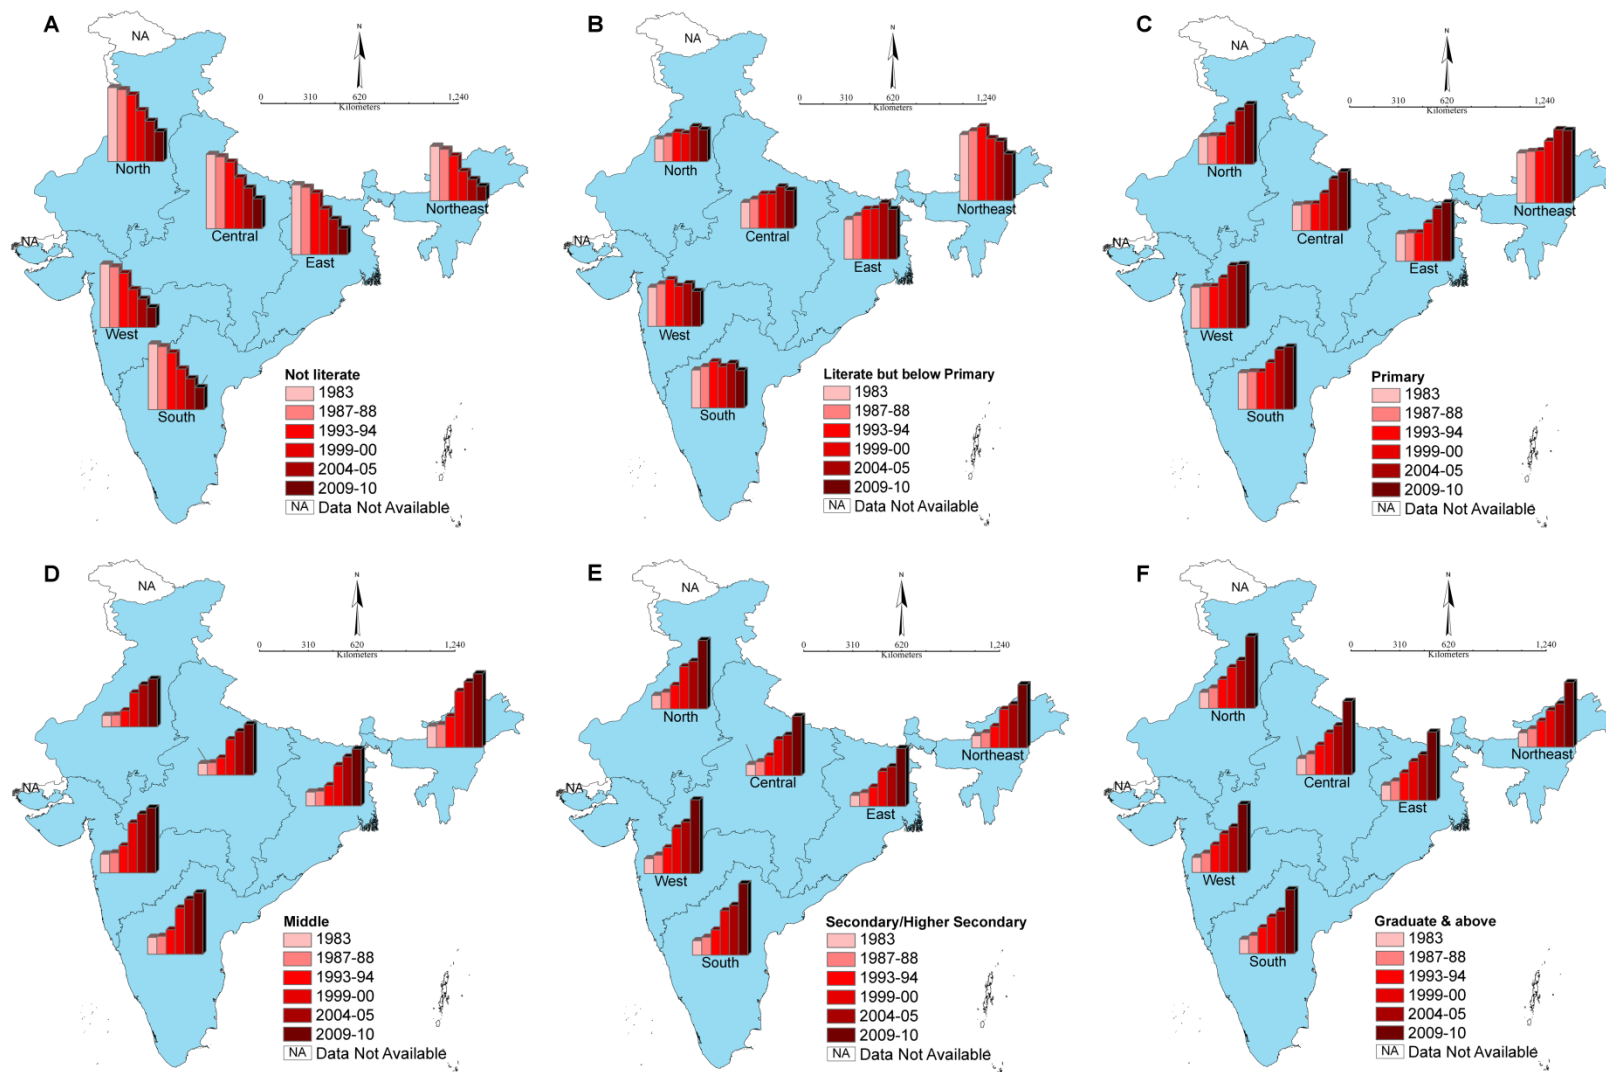 A
NA
N
0 310 620 1,240
Kilometers
North
Northeast
Central
NA
East
West
South
Not literate
1983
1987-88
1993-94
1999-00
2004-05
2009-10
NA Data Not Available
B
NA
N
0 310 620 1,240
Kilometers
North
Northeast
Central
NA
East
West
South
Literate but below Primary
1983
1987-88
1993-94
1999-00
2004-05
2009-10
NA Data Not Available
C
NA
N
0 310 620 1,240
Kilometers
North
Northeast
Central
NA
East
West
South
Primary
1983
1987-88
1993-94
1999-00
2004-05
2009-10
NA Data Not Available
D
NA
N
0 310 620 1,240
Kilometers
NA
Middle
1983
1987-88
1993-94
1999-00
2004-05
2009-10
NA Data Not Available
E
NA
N
0 310 620 1,240
Kilometers
North
Northeast
Central
NA
East
West
South
Secondary/Higher Secondary
1983
1987-88
1993-94
1999-00
2004-05
2009-10
NA Data Not Available
F
NA
N
0 310 620 1,240
Kilometers
North
Northeast
Central
NA
East
West
South
Graduate & above
1983
1987-88
1993-94
1999-00
2004-05
2009-10
NA Data Not Available